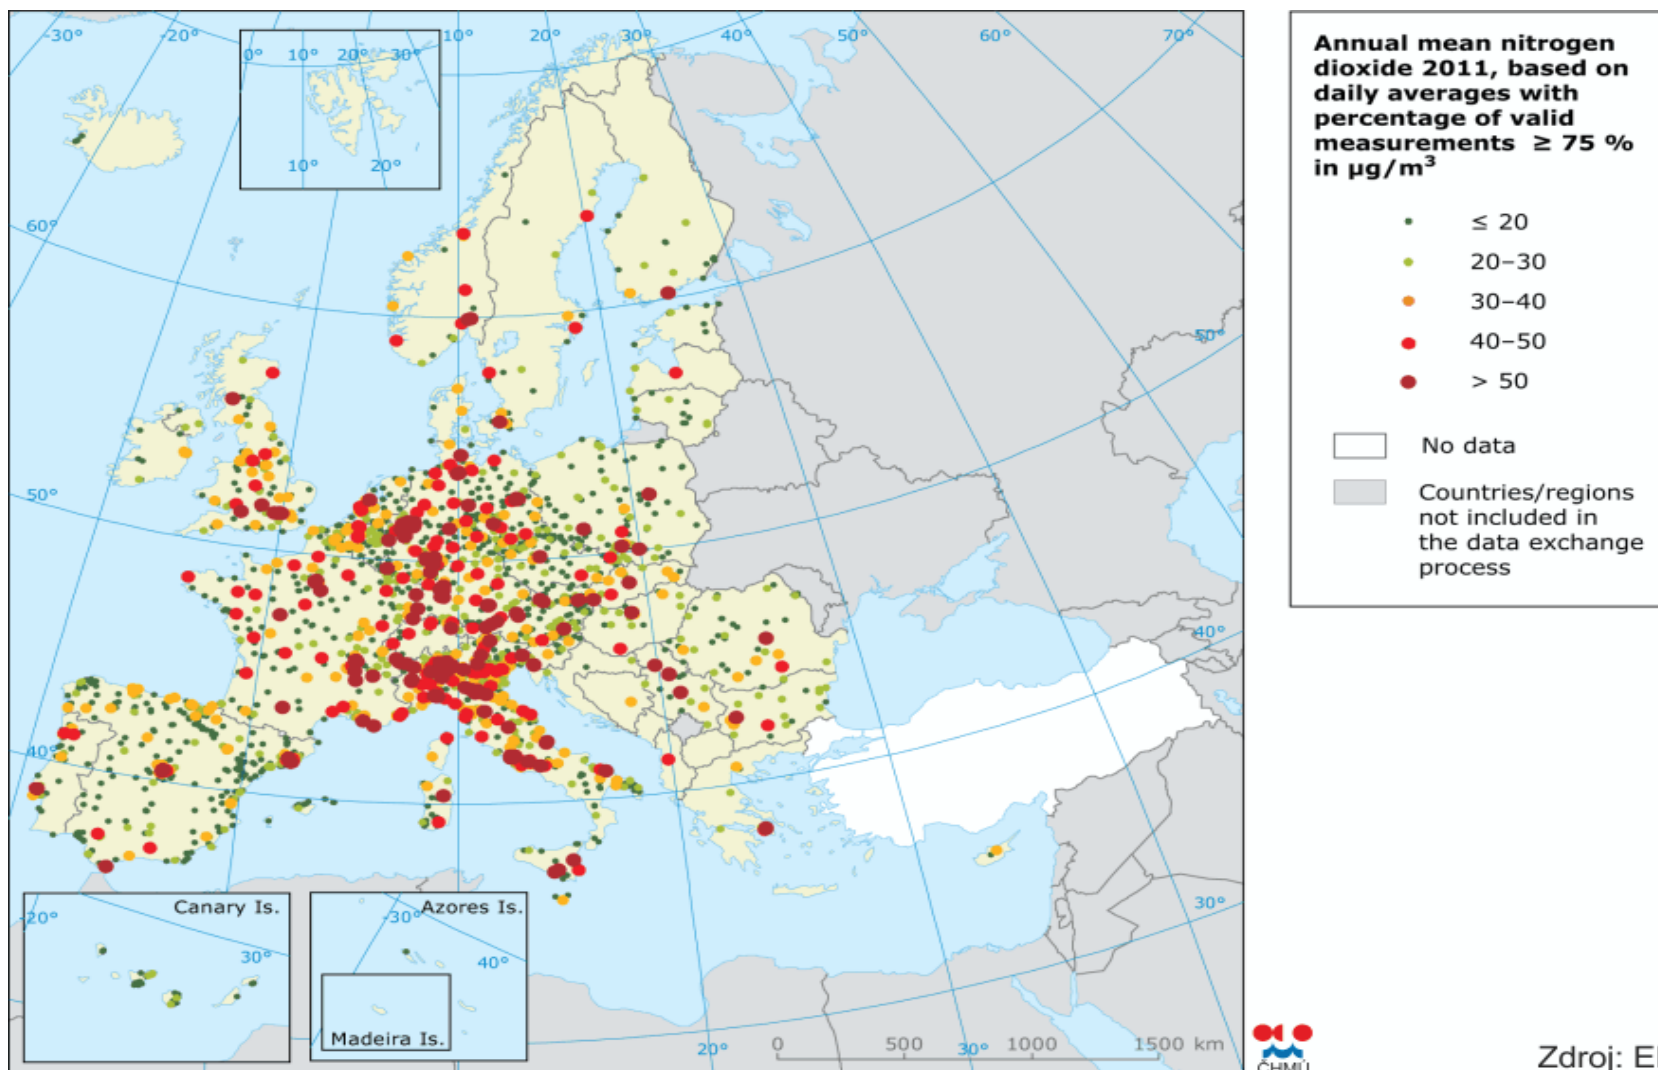 -30°
-20°
0°
10°
20°
30°
10°
20°
30°
40°
50°
60°
70°
10°
20°
60°
50°
50°
40°
40°
30°
Canary Is.
-20°
30°
Azores Is.
-30°
40°
Madeira Is.
20°
30°
0
500
1000
1500 km
Annual mean nitrogen
dioxide 2011, based on
daily averages with
percentage of valid
measurements ≥ 75 %
in µg/m³
≤ 20
20–30
30–40
40–50
> 50
No data
Countries/regions
not included in
the data exchange
process
ČHMÚ
Zdroj: